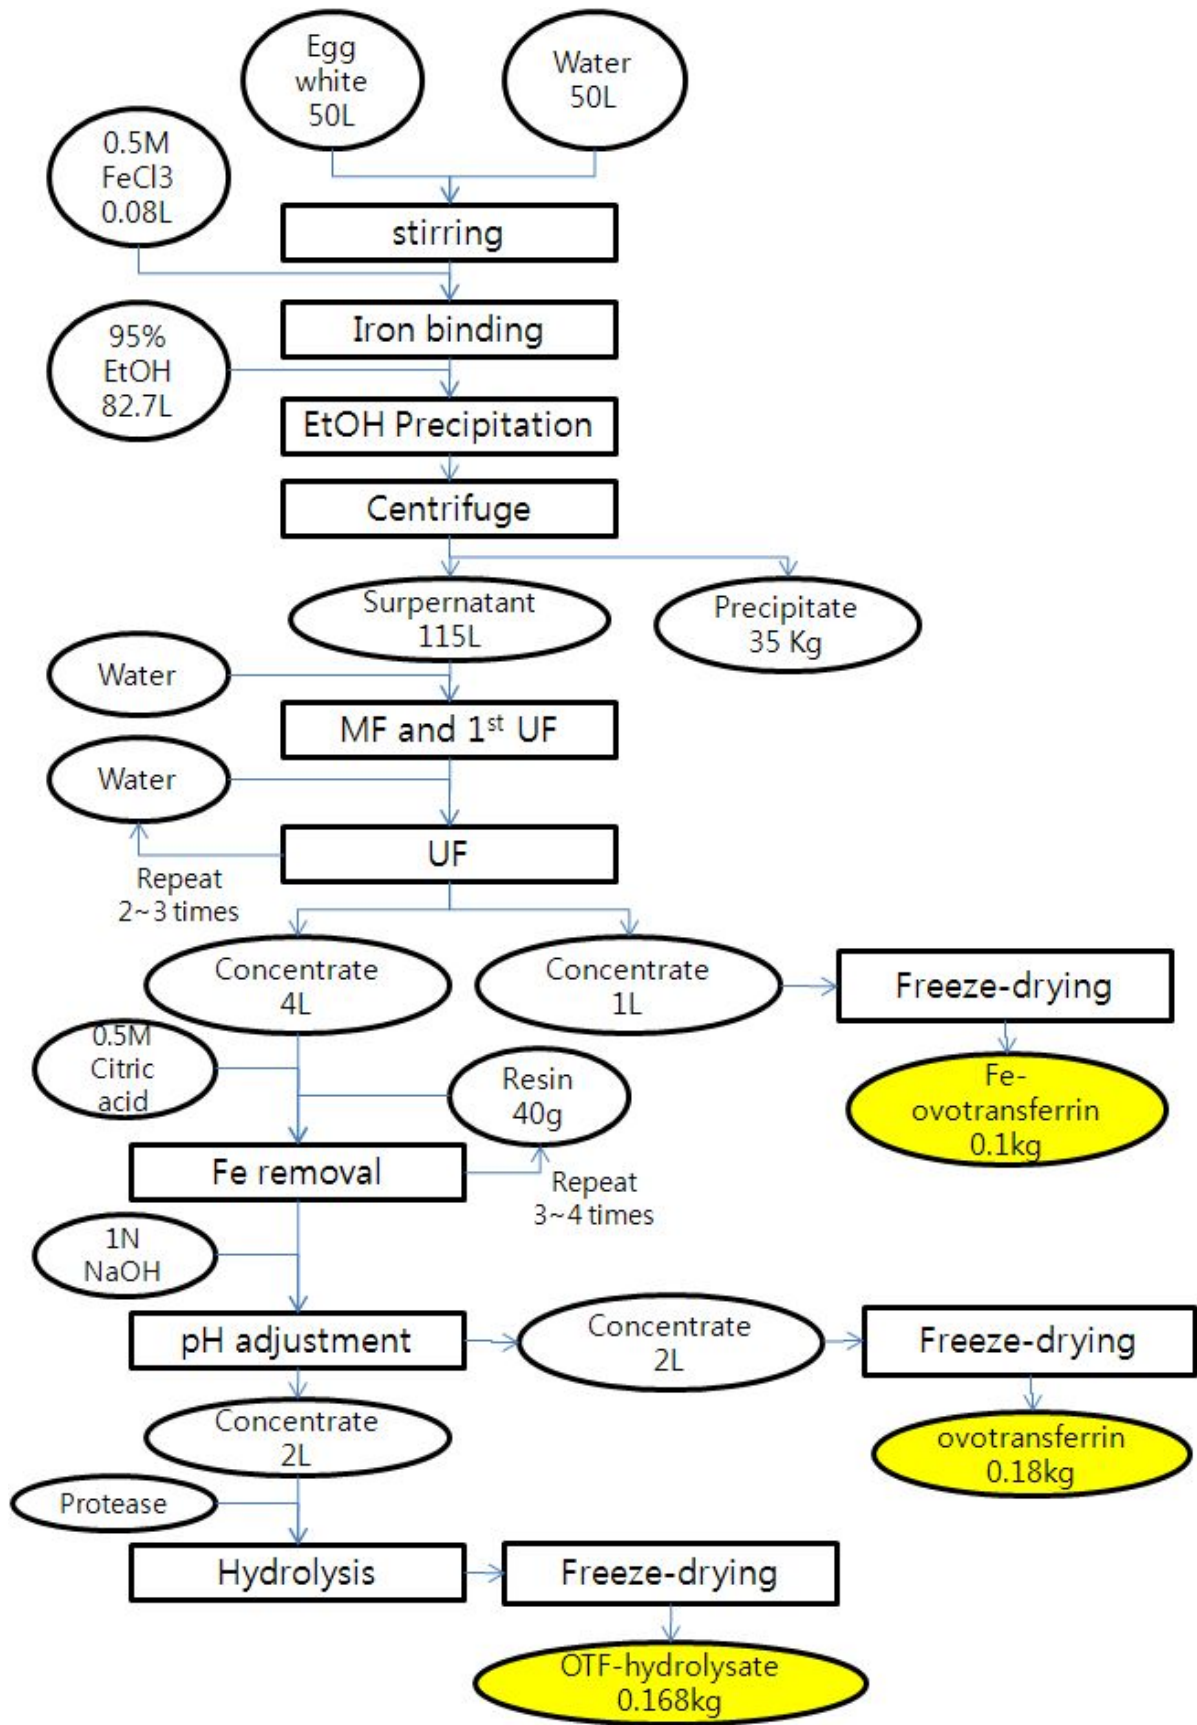 Egg
white
50L
Water
50L
0.5M
FeCl3
0.08L
stirring
Iron binding
95%
EtOH
82.7L
EtOH Precipitation
Centrifuge
Surpernatant
115L
Precipitate
35 Kg
Water
MF and 1st UF
Water
UF
Repeat
2~3 times
Concentrate
4L
Concentrate
1L
Freeze-drying
0.5M
Citric
acid
Resin
40g
Fe-
ovotransferrin
0.1kg
Fe removal
Repeat
3~4 times
1N
NaOH
pH adjustment
Concentrate
2L
Freeze-drying
Concentrate
2L
ovotransferrin
0.18kg
Protease
Hydrolysis
Freeze-drying
OTF-hydrolysate
0.168kg